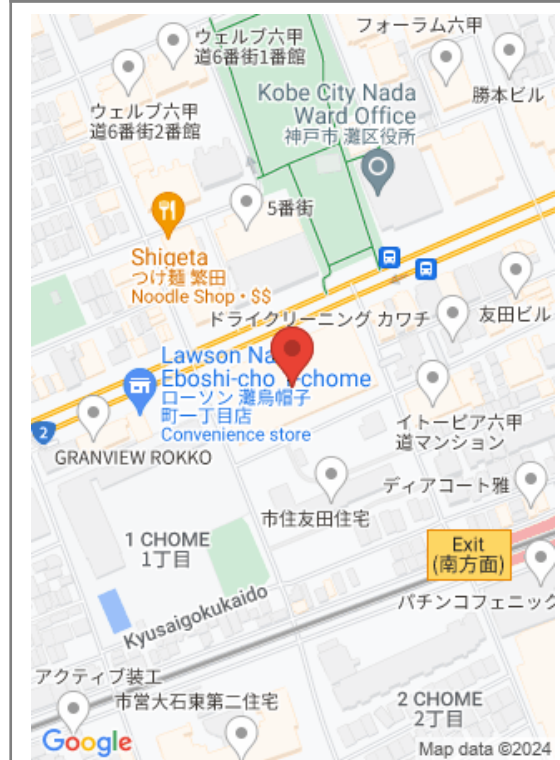 ウェルブ六甲
道6番街1番館
フォーラム六甲
ウェルブ六甲
道6番街2番館
Kobe City Nada
Ward Office
神戸市 灘区役所
勝本ビル
5番街
Shigeta
つけ麺 繁田
Noodle Shop・$$
ドライクリーニング カワチ
友田ビル
Lawson Na
Eboshi-cho 1-chome
ローソン 灘烏帽子
町一丁目店
Convenience store
2
GRANVIEW ROKKO
イトーピア六甲
道マンション
市住友田住宅
ディアコート雅
1 CHOME
1丁目
Exit
(南方面)
Kyusaigokukaido
パチンコフェニック
アクティブ装工
市営大石東第二住宅
2 CHOME
2丁目
Google
Map data ©2024